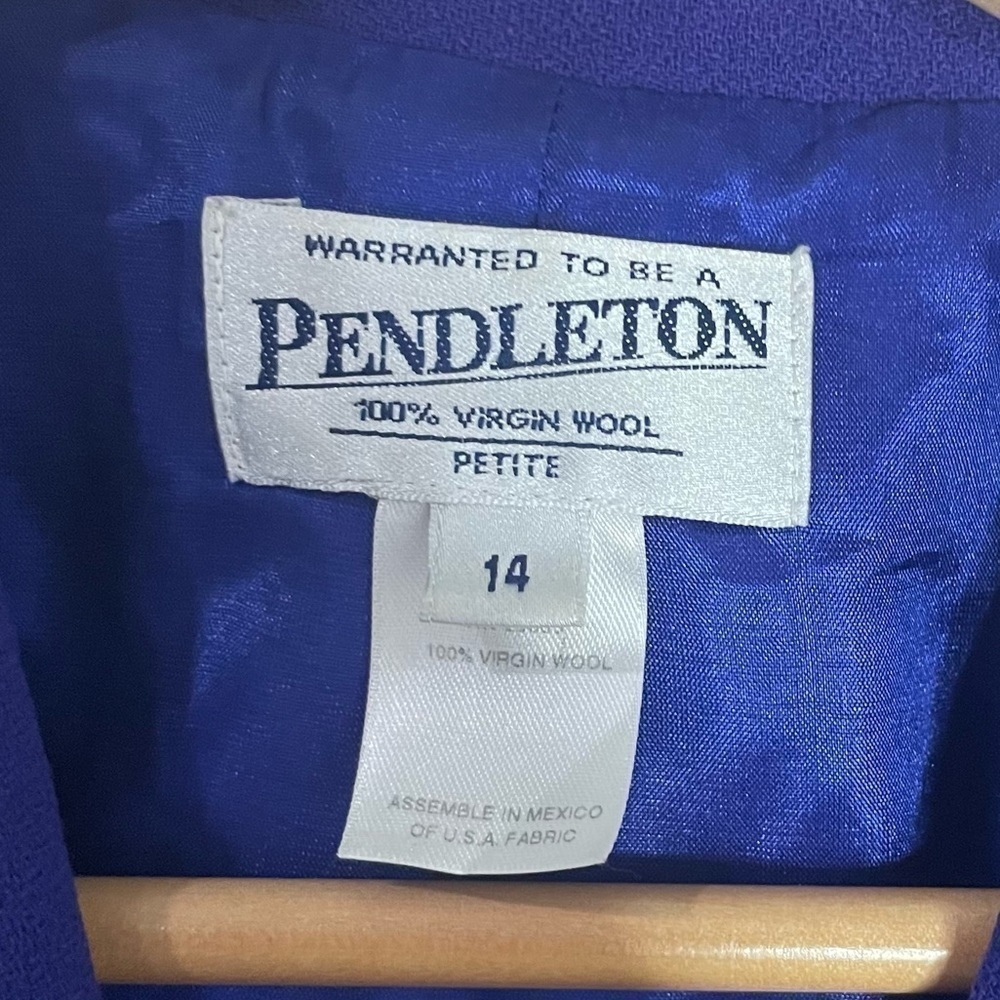 WARRANTED TO BE A
PENDLETON
100% VIRGIN WOOL
PETITE
14
100% VIRGIN WOOL
ASSEMBLE IN MEXICO
OF U.S.A. FABRIC